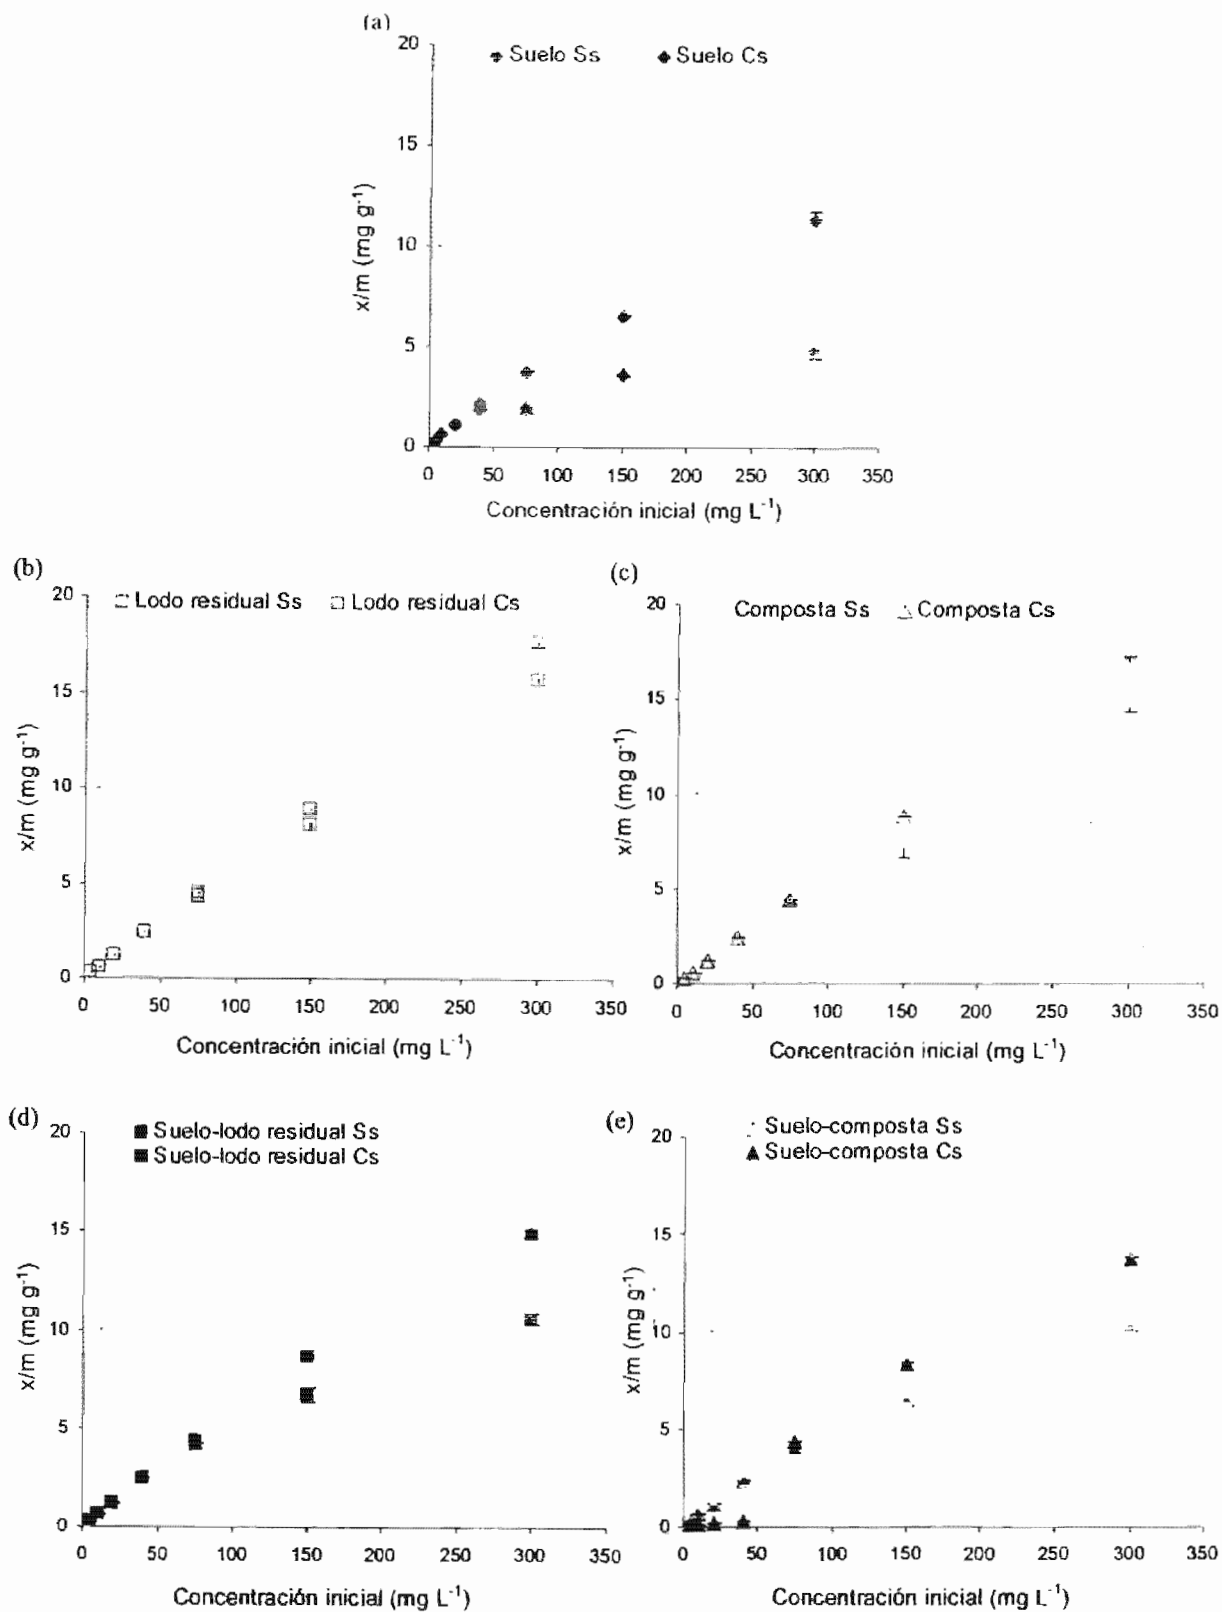 (a)
20
Suelo Ss
Suelo Cs
15
10
5
0
x/m (mg g⁻¹)
0 50 100 150 200 250 300 350
Concentración inicial (mg L⁻¹)
(b)
20
Lodo residual Ss
Lodo residual Cs
15
10
5
0
x/m (mg g⁻¹)
0 50 100 150 200 250 300 350
Concentración inicial (mg L⁻¹)
(c)
20
Composta Ss
Composta Cs
15
10
5
0
x/m (mg g⁻¹)
0 50 100 150 200 250 300 350
Concentración inicial (mg L⁻¹)
(d)
Suelo-lodo residual Ss
Suelo-lodo residual Cs
20
15
10
5
0
x/m (mg g⁻¹)
0 50 100 150 200 250 300 350
Concentración inicial (mg L⁻¹)
(e)
Suelo-composta Ss
Suelo-composta Cs
20
15
10
5
0
x/m (mg g⁻¹)
0 50 100 150 200 250 300 350
Concentración inicial (mg L⁻¹)